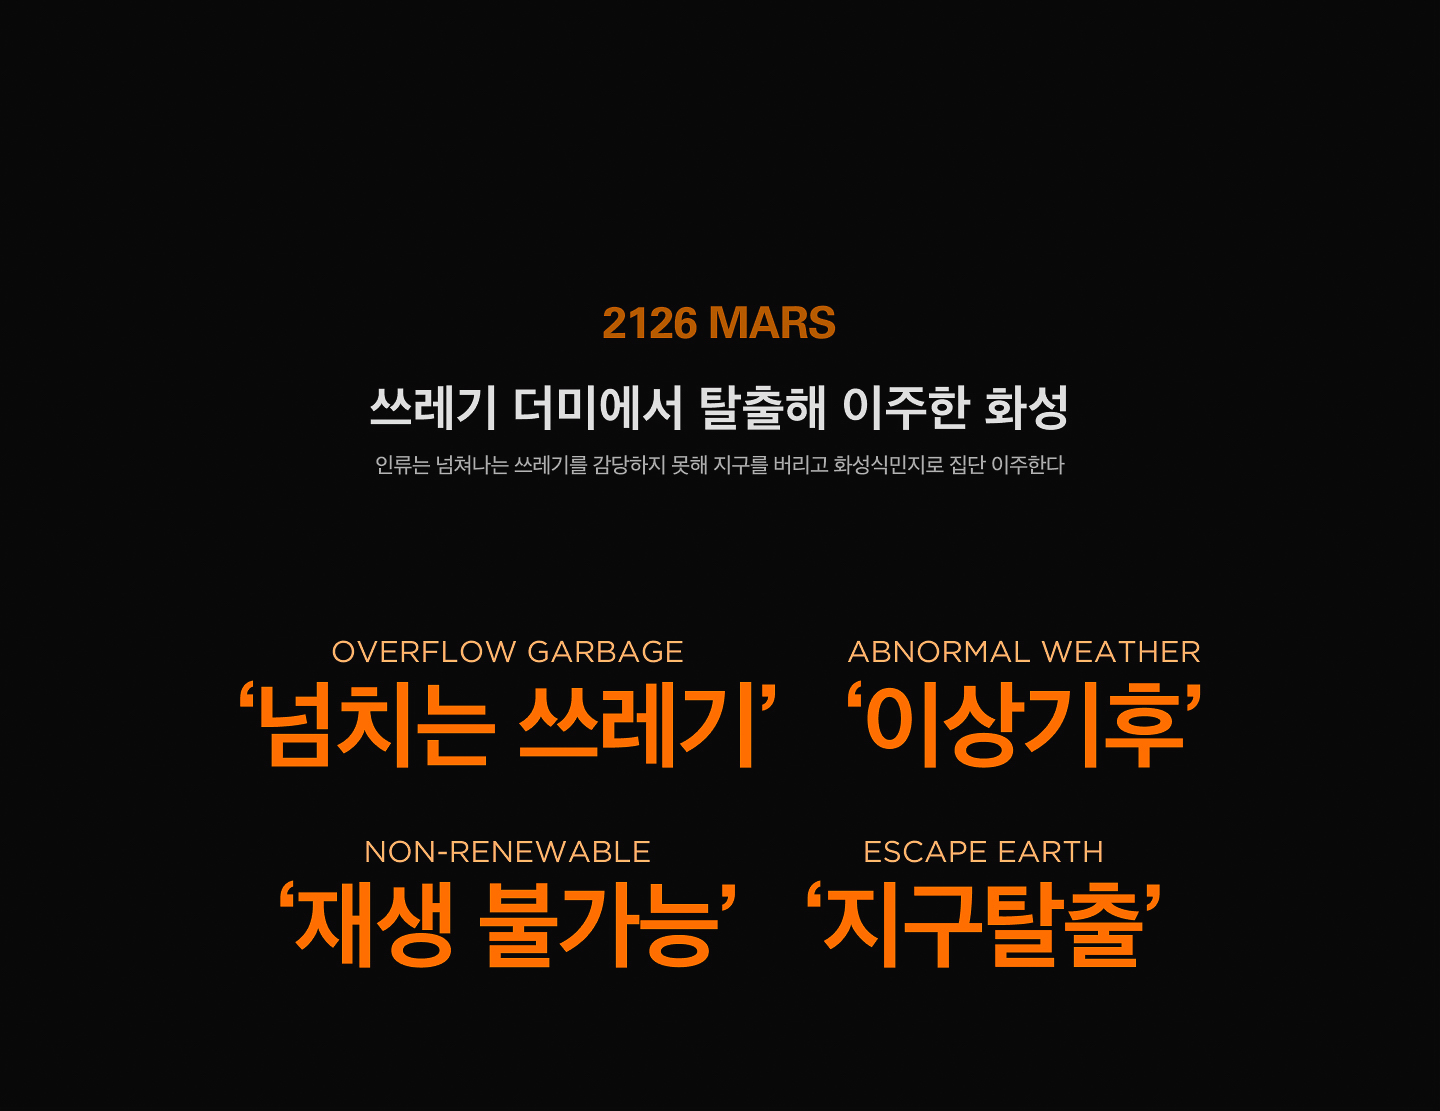 2126 MARS
쓰레기 더미에서 탈출해 이주한 화성
인류는 넘쳐나는 쓰레기를 감당하지 못해 지구를 버리고 화성식민지로 집단 이주한다
OVERFLOW GARBAGE
‘넘치는 쓰레기’
ABNORMAL WEATHER
‘이상기후’
NON-RENEWABLE
‘재생 불가능’
ESCAPE EARTH
‘지구탈출’